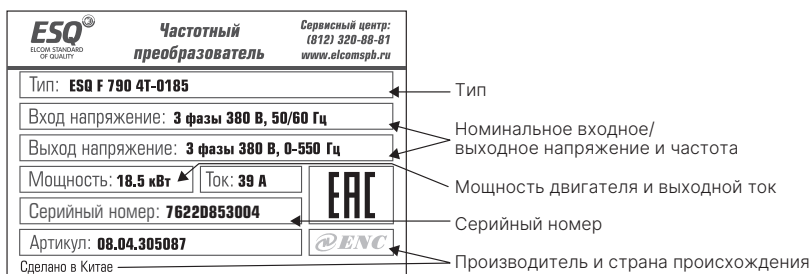 ESQ®
ELCOM STANDARD
OF QUALITY
Частотный
преобразователь
Сервисный центр:
(812) 320-88-81
www.elcomspb.ru
Тип: ESQ F 790 4T-0185
Вход напряжение: 3 фазы 380 В, 50/60 Гц
Выход напряжение: 3 фазы 380 В, 0-550 Гц
Мощность: 18.5 кВт
Ток: 39 А
EAC
Серийный номер: 7622D853004
Артикул: 08.04.305087
ENC
Сделано в Китае
Тип
Номинальное входное/
выходное напряжение и частота
Мощность двигателя и выходной ток
Серийный номер
Производитель и страна происхождения